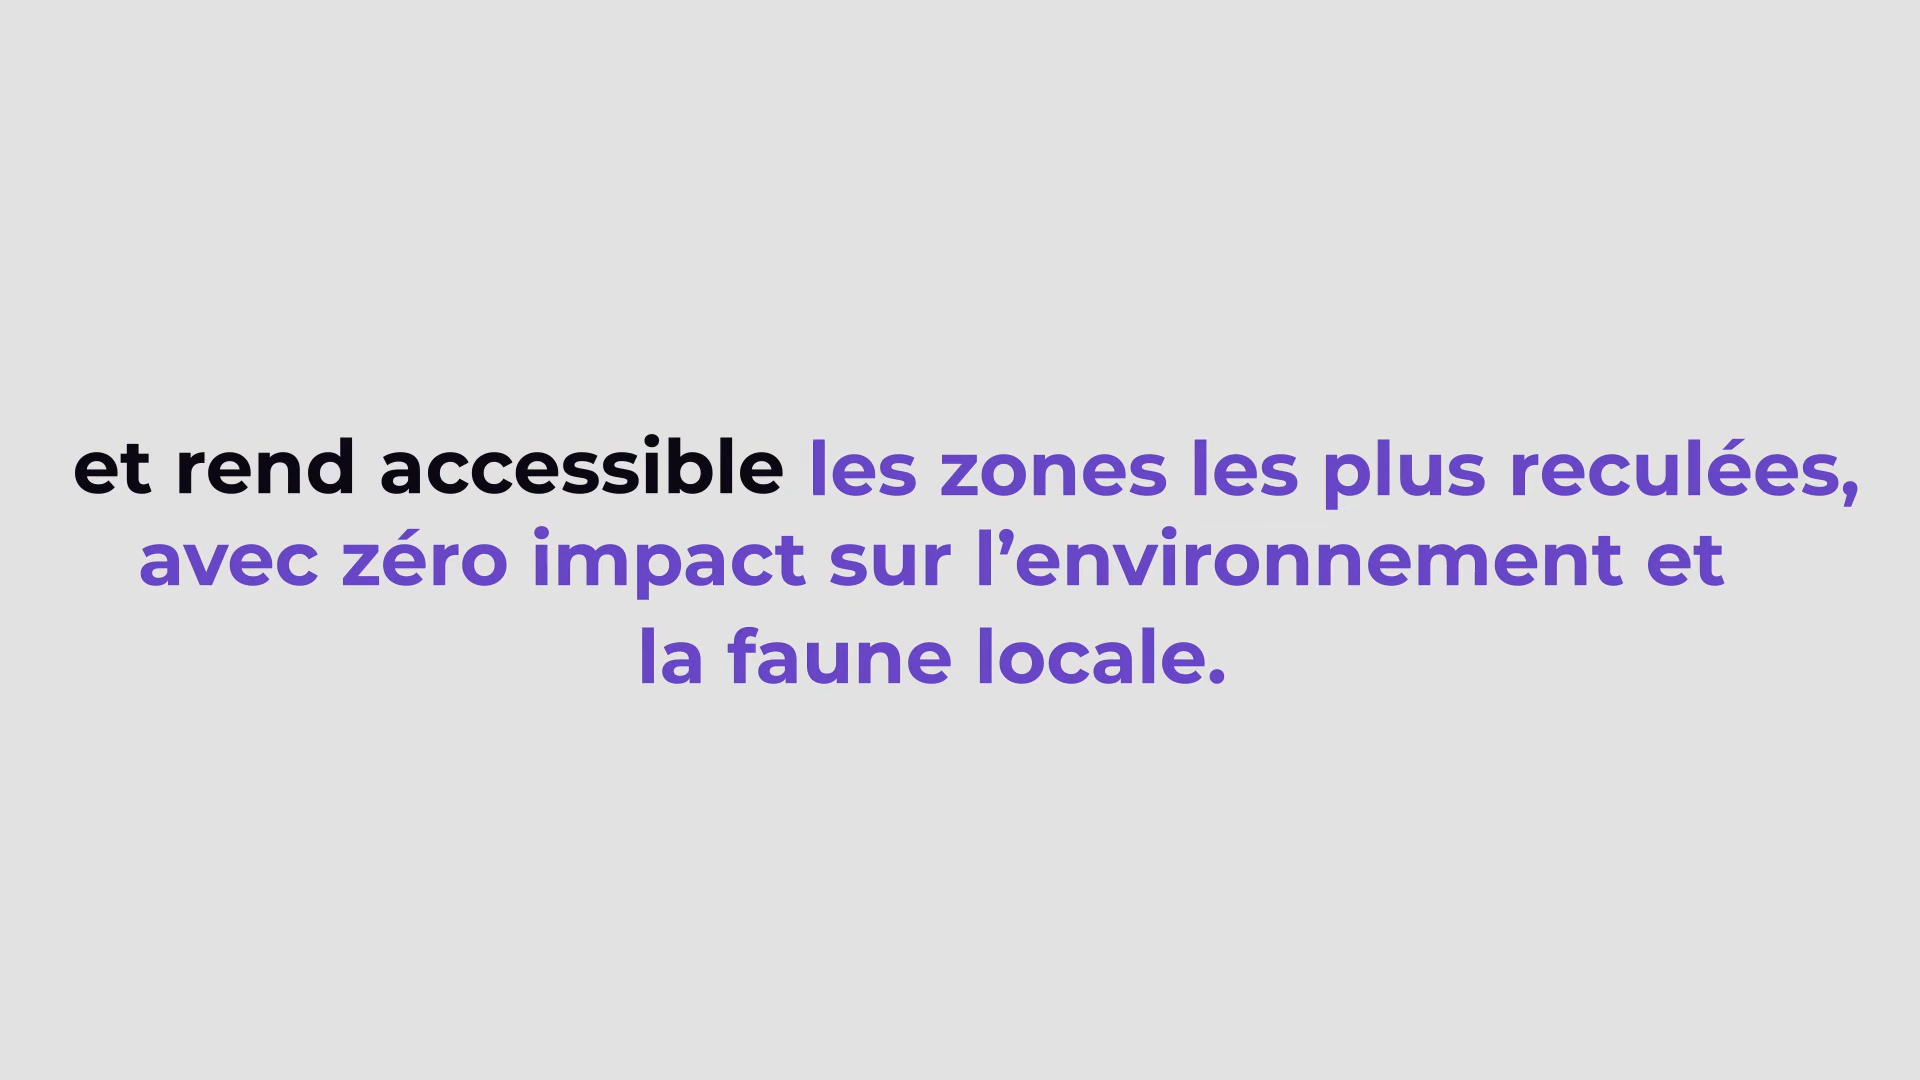 et rend accessible les zones les plus reculées,
avec zéro impact sur l’environnement et
la faune locale.